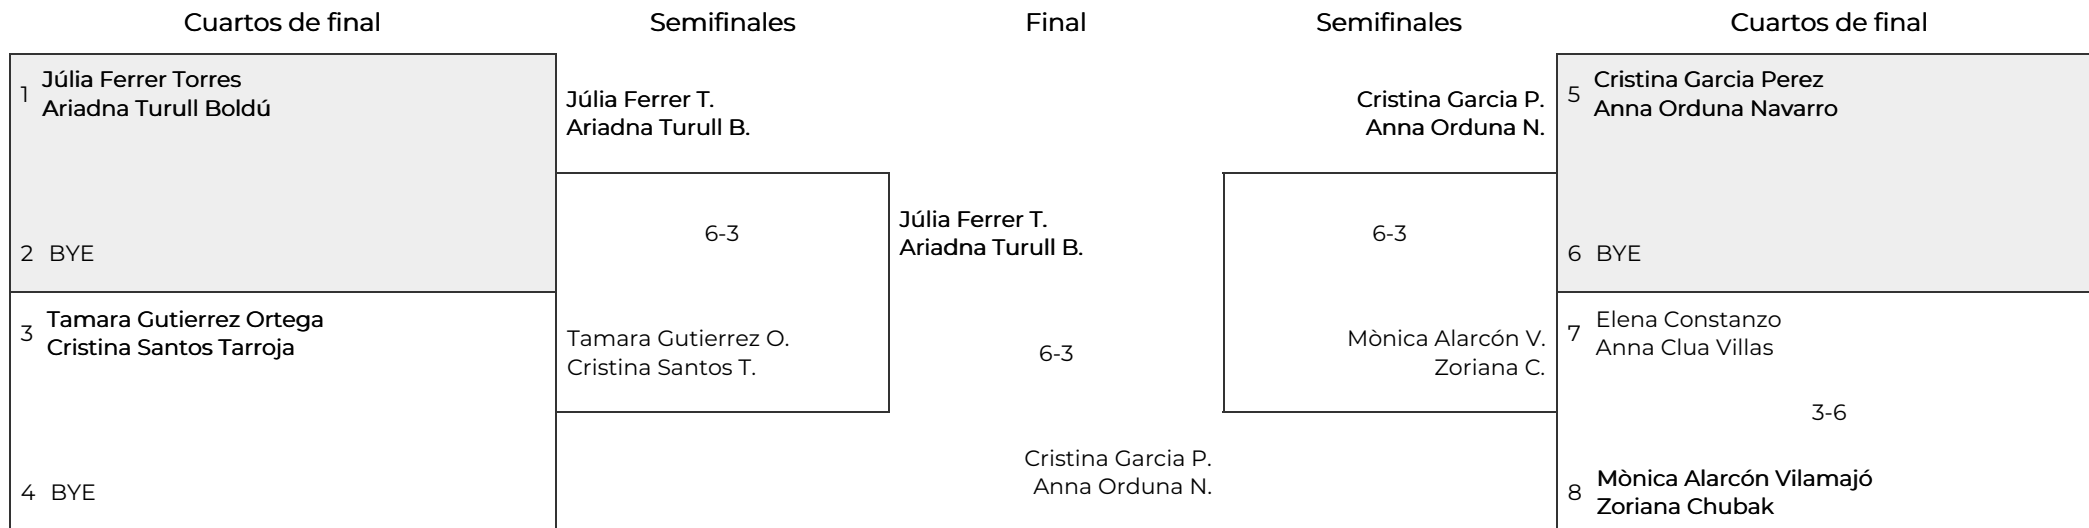 Cuartos de final
Semifinales
Final
Semifinales
Cuartos de final
1
Júlia Ferrer Torres
Ariadna Turull Boldú
2 BYE
3
Tamara Gutierrez Ortega
Cristina Santos Tarroja
4 BYE
Júlia Ferrer T.
Ariadna Turull B.
6-3
Tamara Gutierrez O.
Cristina Santos T.
Júlia Ferrer T.
Ariadna Turull B.
6-3
Cristina Garcia P.
Anna Orduna N.
Cristina Garcia P.
Anna Orduna N.
6-3
Mònica Alarcón V.
Zoriana C.
5
Cristina Garcia Perez
Anna Orduna Navarro
6 BYE
7
Elena Constanzo
Anna Clua Villas
3-6
8
Mònica Alarcón Vilamajó
Zoriana Chubak